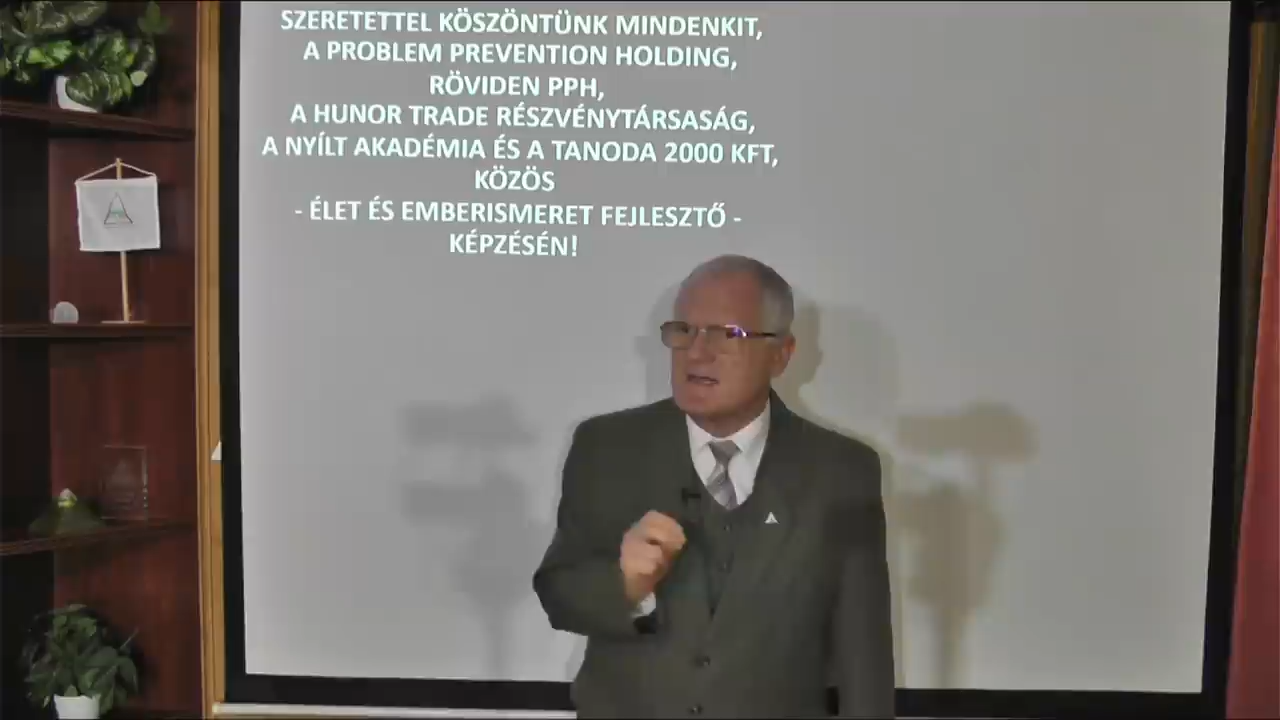 SZERETETTEL KÖSZÖNTÜNK MINDENKIT,
A PROBLEM PREVENTION HOLDING,
RÖVIDEN PPH,
A HUNOR TRADE RÉSZVÉNYTÁRSASÁG,
A NYÍLT AKADÉMIA ÉS A TANODA 2000 KFT,
KÖZÖS
- ÉLET ÉS EMBERISMERET FEJLESZTŐ -
KÉPZÉSÉN!